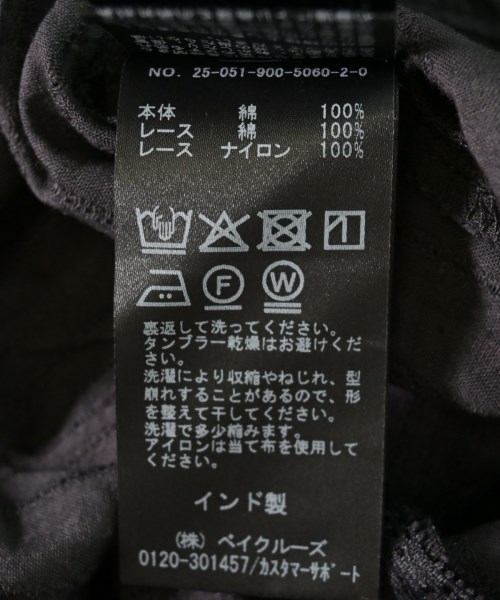 NO. 25-051-900-5060-2-0
本体 綿 100%
レース 綿 100%
レース ナイロン 100%
F W
裏返して洗ってください。
タンブラー乾燥はお避けくだ
さい。
洗濯により収縮やねじれ、型
崩れすることがあるので、形
を整えて干してください。
洗濯で多少縮みます。
アイロンは当て布を使用して
ください。
インド製
(株) ベイクルーズ
0120-301457/カスタマーサポート